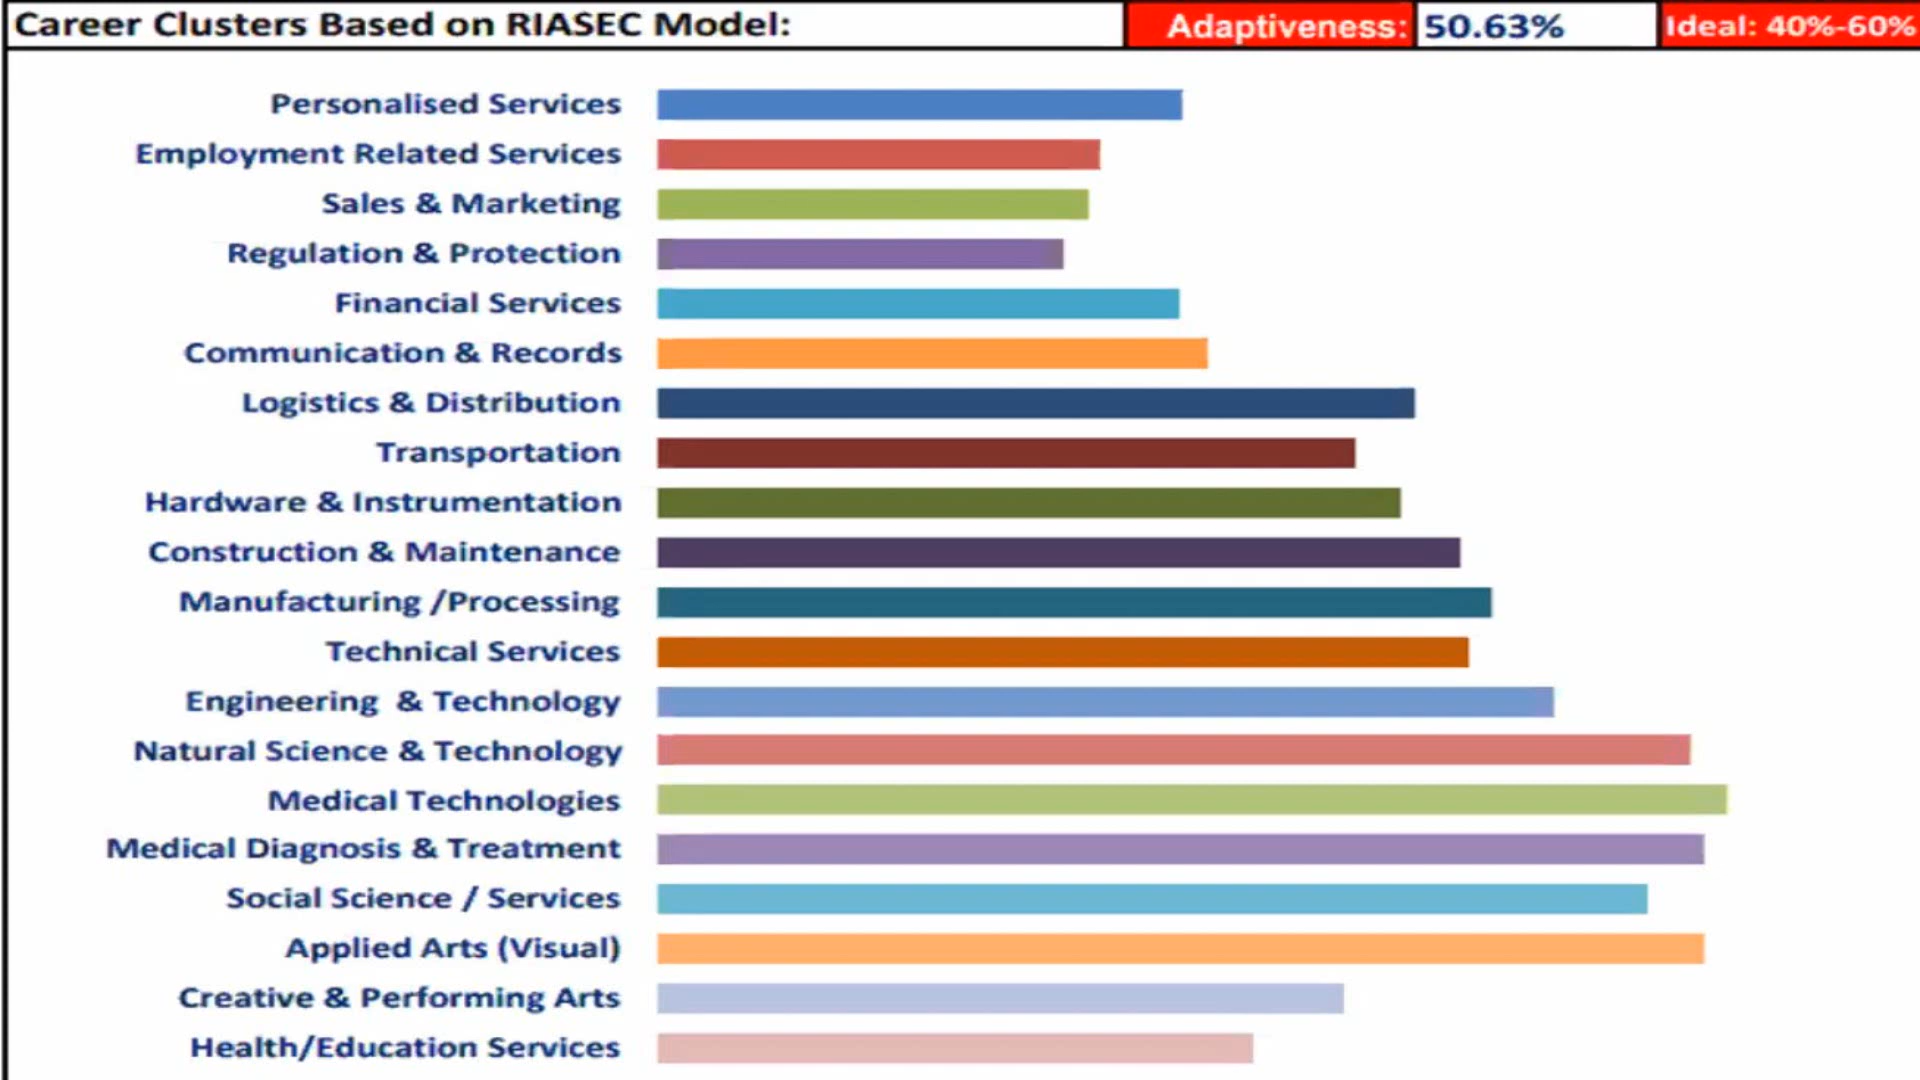 Career Clusters Based on RIASEC Model: Adaptiveness: 50.63% Ideal: 40%-60%
Personalised Services
Employment Related Services
Sales & Marketing
Regulation & Protection
Financial Services
Communication & Records
Logistics & Distribution
Transportation
Hardware & Instrumentation
Construction & Maintenance
Manufacturing /Processing
Technical Services
Engineering & Technology
Natural Science & Technology
Medical Technologies
Medical Diagnosis & Treatment
Social Science / Services
Applied Arts (Visual)
Creative & Performing Arts
Health/Education Services